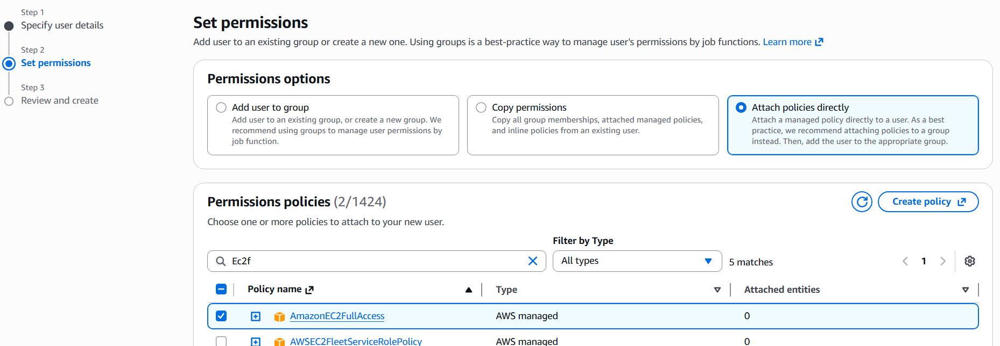 Step 1
Specify user details
Step 2
Set permissions
Step 3
Review and create
Set permissions
Add user to an existing group or create a new one. Using groups is a best-practice way to manage user's permissions by job functions. Learn more
Permissions options
Add user to group
Add user to an existing group, or create a new group. We
recommend using groups to manage user permissions by
job function.
Copy permissions
Copy all group memberships, attached managed policies,
and inline policies from an existing user.
Attach policies directly
Attach a managed policy directly to a user. As a best
practice, we recommend attaching policies to a group
instead. Then, add the user to the appropriate group.
Permissions policies (2/1424)
Create policy
Choose one or more policies to attach to your new user.
Filter by Type
Ec2f
All types
5 matches
1
Policy name
Type
Attached entities
AmazonEC2FullAccess
AWS managed
0
AWSEC2FleetServiceRolePolicy
AWS managed
0